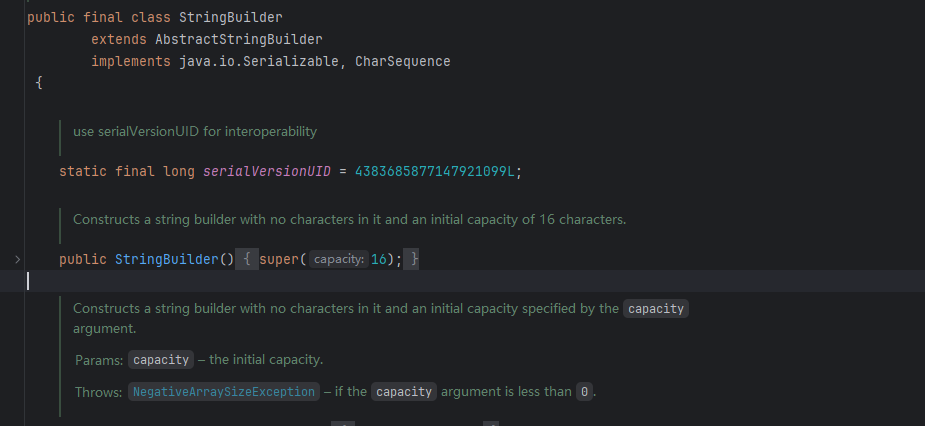 public final class StringBuilder
extends AbstractStringBuilder
implements java.io.Serializable, CharSequence
{
use serialVersionUID for interoperability
static final long serialVersionUID = 4383685877147921099L;
Constructs a string builder with no characters in it and an initial capacity of 16 characters.
public StringBuilder() { super( capacity: 16); }
Constructs a string builder with no characters in it and an initial capacity specified by the capacity
argument.
Params: capacity – the initial capacity.
Throws: NegativeArraySizeException – if the capacity argument is less than 0.